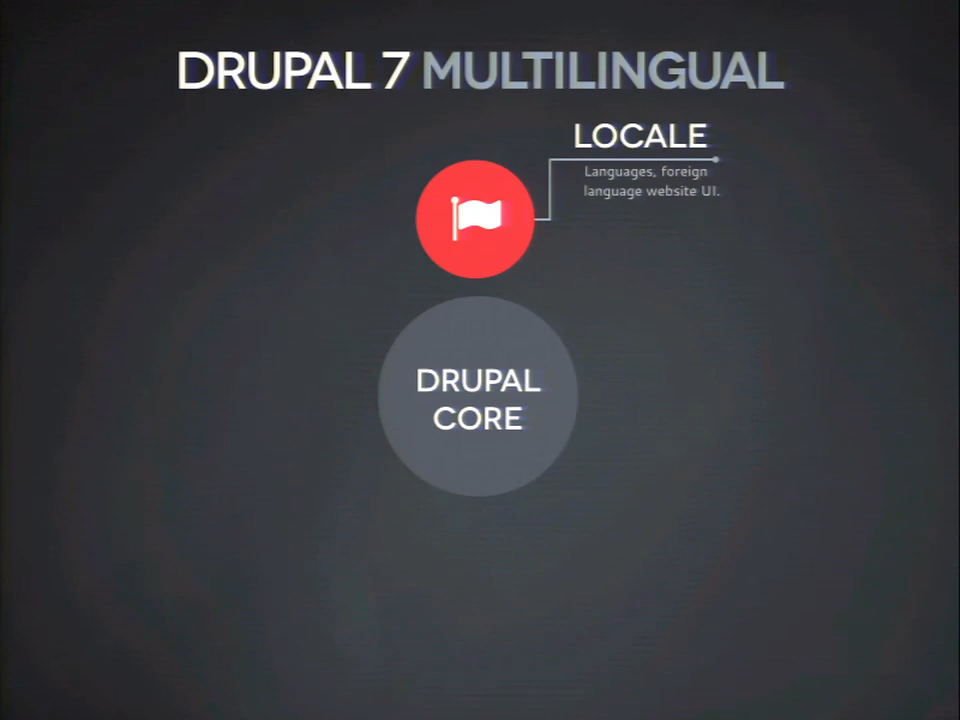 DRUPAL 7 MULTILINGUAL
LOCALE
Languages, foreign
language website UI.
DRUPAL
CORE